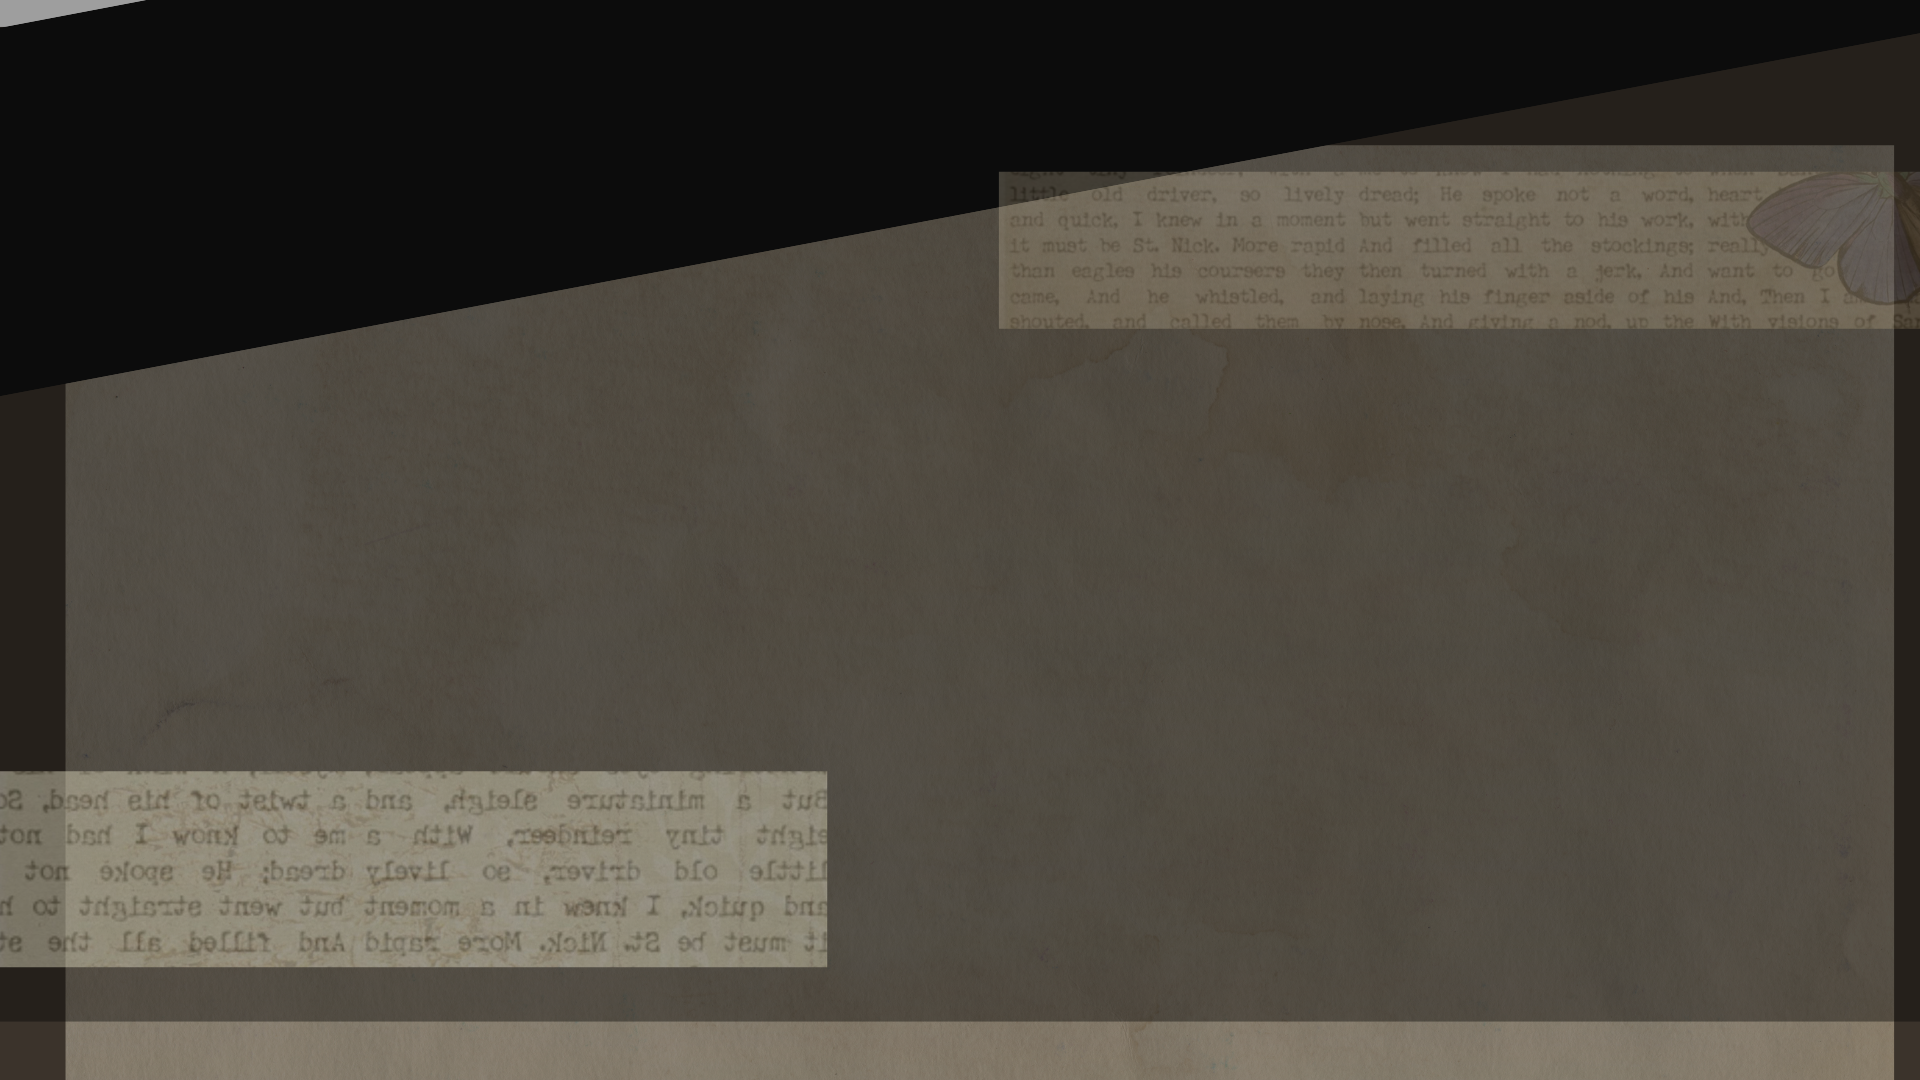 little old driver, so lively dread; He spoke not a word, heart
and quick, I knew in a moment but went straight to his work, with
it must be St. Nick. More rapid And filled all the stockings; really
than eagles his coursers they then turned with a jerk, And want to go
came, And he whistled, and laying his finger aside of his And, Then I
shouted, and called them by nose, And giving a nod, up the With visions of
But a miniature sleigh, and a twist of his head, So
eight tiny reindeer, With a me to know I had not
little old driver, so lively dread; He spoke not
and quick, I knew in a moment but went straight to h
it must be St. Nick. More rapid And filled all the st